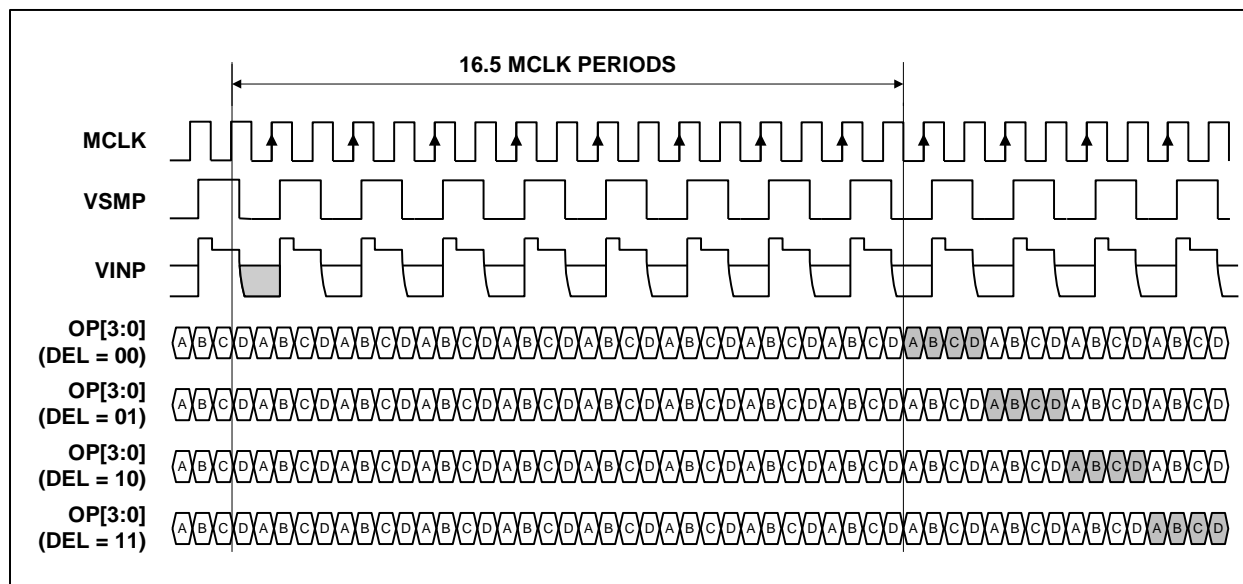 16.5 MCLK PERIODS
MCLK
VSMP
VINP
OP[3:0]
(DEL = 00)
A B C D A B C D A B C D A B C D A B C D A B C D A B C D A B C D A B C D A B C D A B C D A B C D A B C D
OP[3:0]
(DEL = 01)
A B C D A B C D A B C D A B C D A B C D A B C D A B C D A B C D A B C D A B C D A B C D A B C D A B C D
OP[3:0]
(DEL = 10)
A B C D A B C D A B C D A B C D A B C D A B C D A B C D A B C D A B C D A B C D A B C D A B C D A B C D
OP[3:0]
(DEL = 11)
A B C D A B C D A B C D A B C D A B C D A B C D A B C D A B C D A B C D A B C D A B C D A B C D A B C D